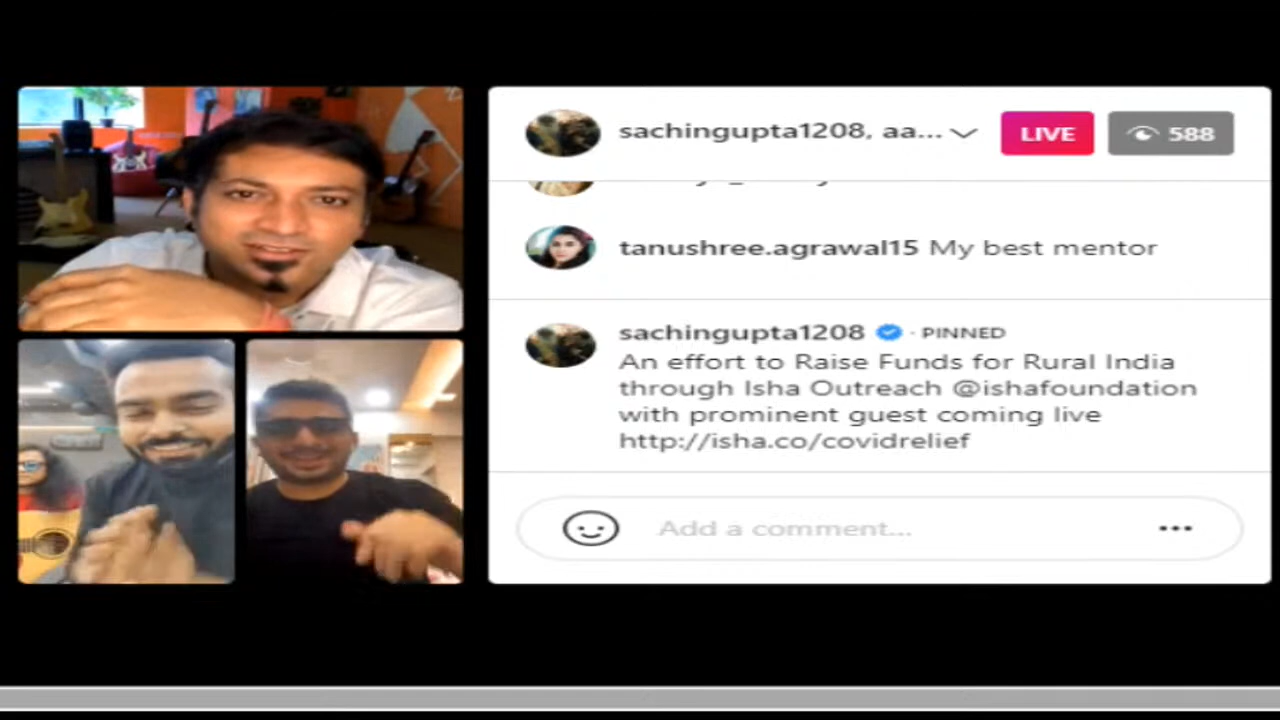 sachingupta1208, aa...
LIVE
588
tanushree.agrawal15 My best mentor
sachingupta1208 · PINNED
An effort to Raise Funds for Rural India
through Isha Outreach @ishafoundation
with prominent guest coming live
http://isha.co/covidrelief
Add a comment...